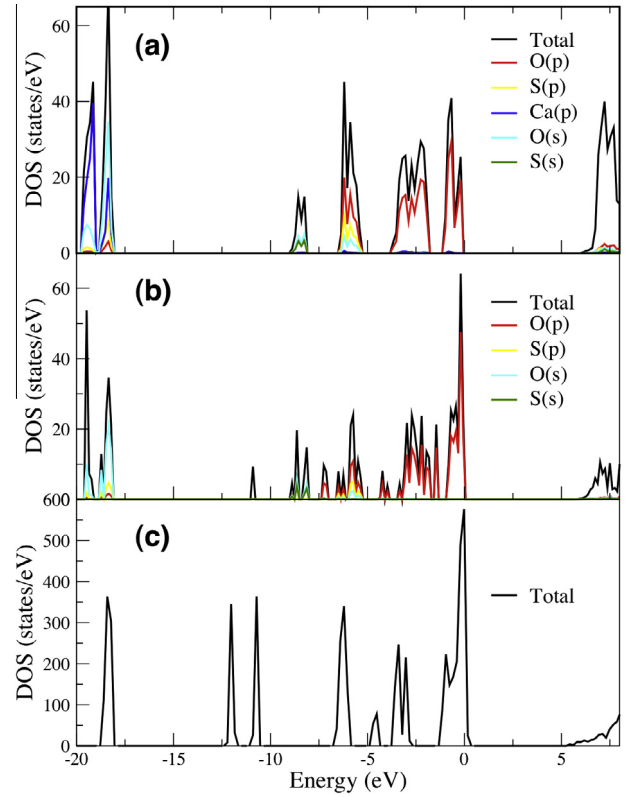 (a)
DOS (states/eV)
60
40
20
0
Total
O(p)
S(p)
Ca(p)
O(s)
S(s)
(b)
DOS (states/eV)
60
40
20
Total
O(p)
S(p)
O(s)
S(s)
(c)
DOS (states/eV)
600
500
400
300
200
100
0
Total
-20 -15 -10 -5 0 5
Energy (eV)